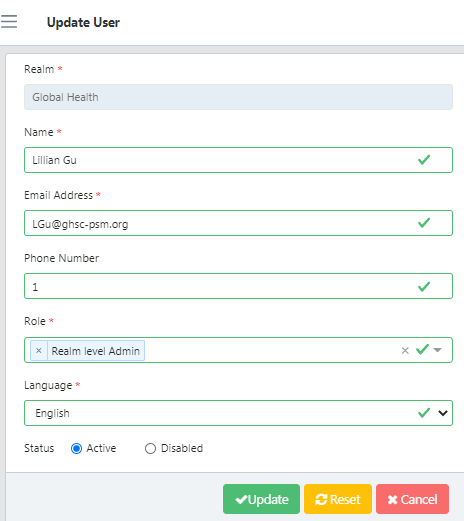 Update User
Realm *
Global Health
Name *
Lillian Gu
Email Address *
LGu@ghsc-psm.org
Phone Number
1
Role *
× Realm level Admin ×
Language *
English
Status Active Disabled
Update Reset Cancel